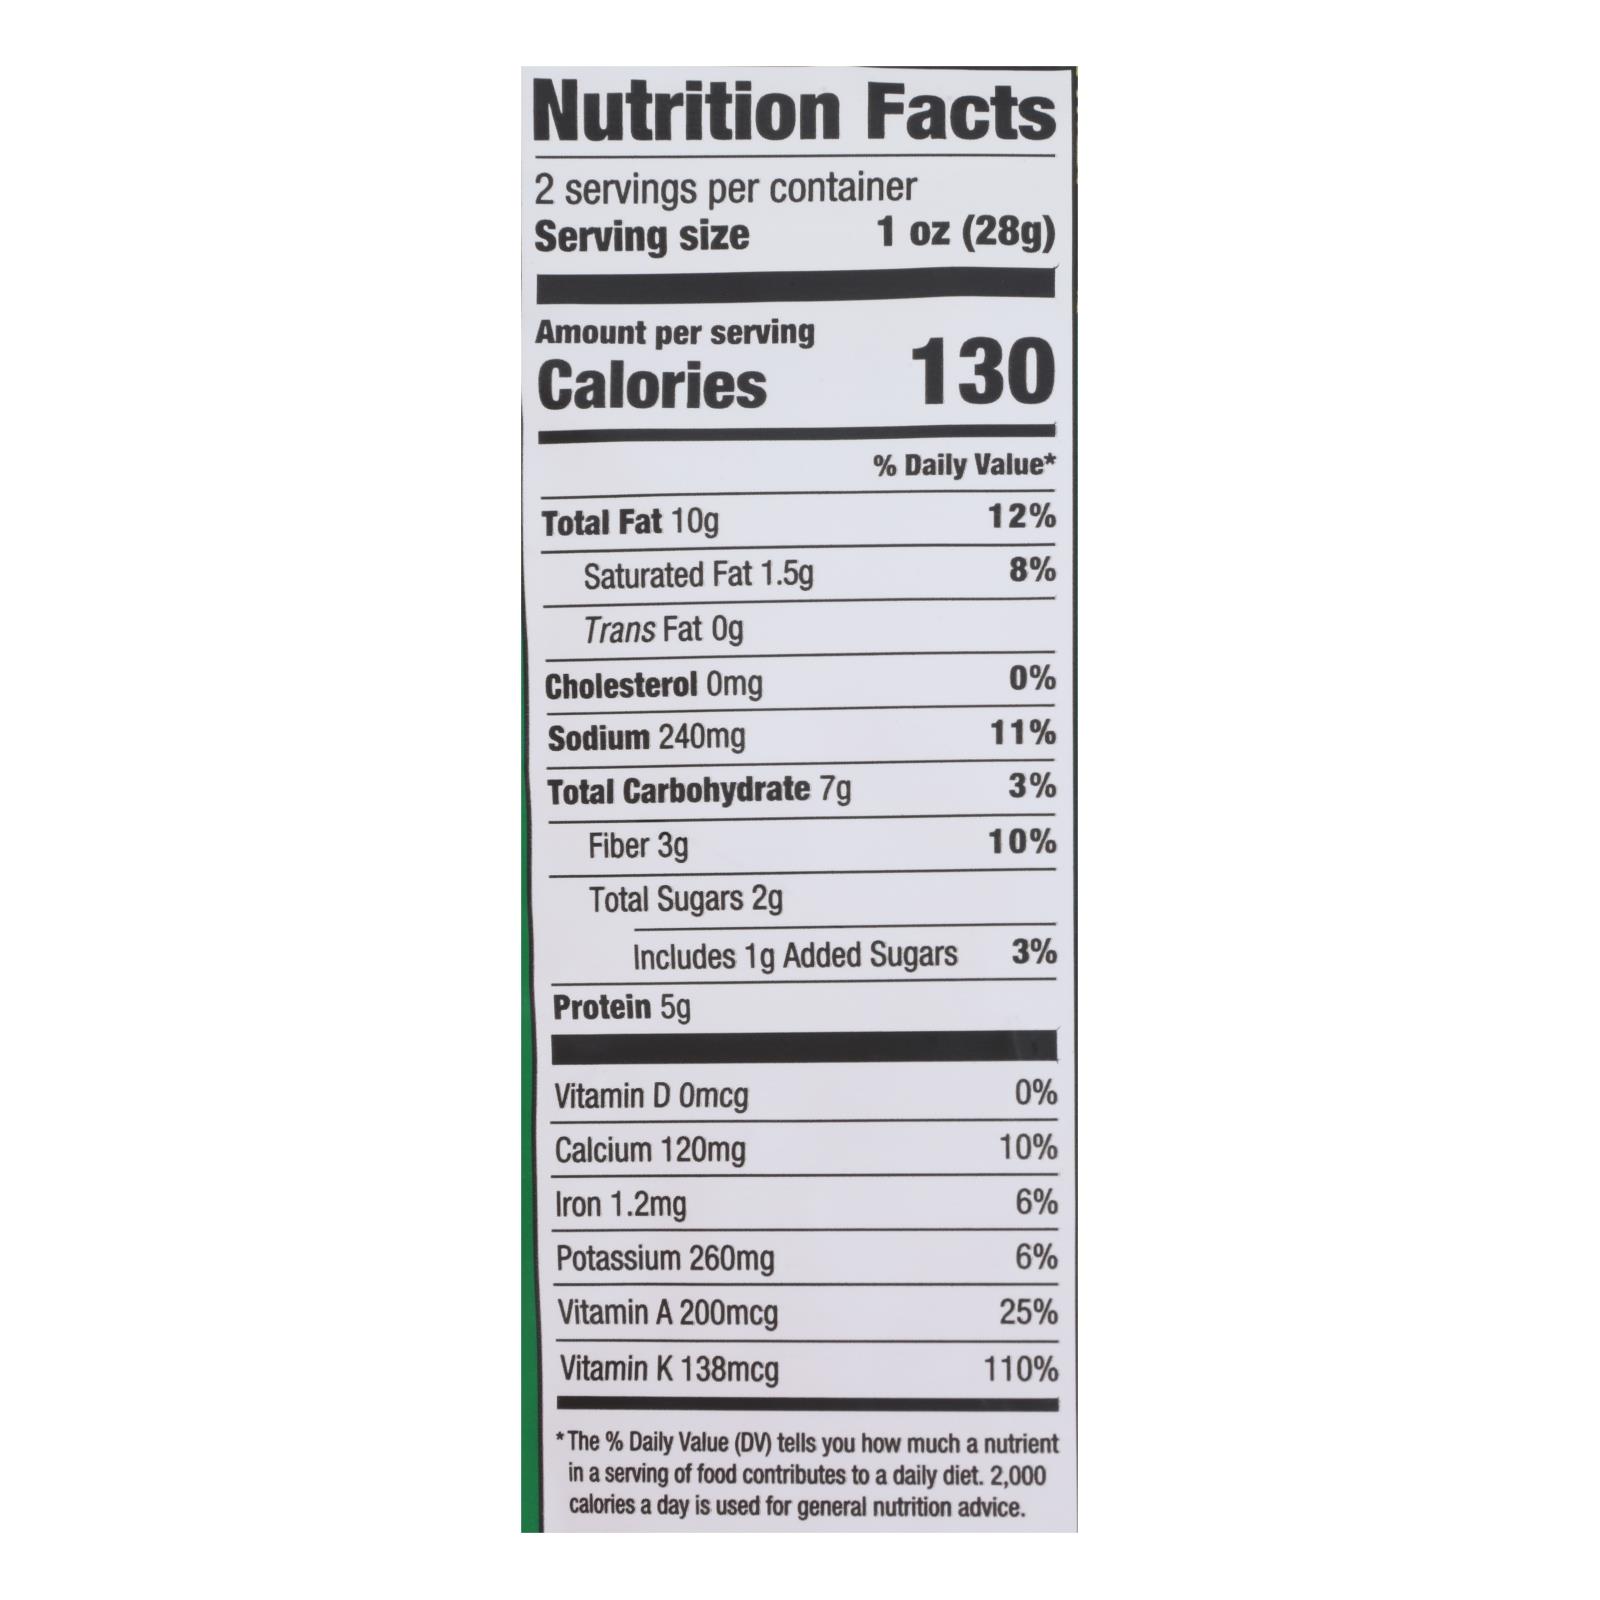 Nutrition Facts
2 servings per container
Serving size 1 oz (28g)
Amount per serving
Calories 130
% Daily Value*
Total Fat 10g 12%
Saturated Fat 1.5g 8%
Trans Fat 0g
Cholesterol 0mg 0%
Sodium 240mg 11%
Total Carbohydrate 7g 3%
Fiber 3g 10%
Total Sugars 2g
Includes 1g Added Sugars 3%
Protein 5g
Vitamin D 0mcg 0%
Calcium 120mg 10%
Iron 1.2mg 6%
Potassium 260mg 6%
Vitamin A 200mcg 25%
Vitamin K 138mcg 110%
*The % Daily Value (DV) tells you how much a nutrient
in a serving of food contributes to a daily diet. 2,000
calories a day is used for general nutrition advice.